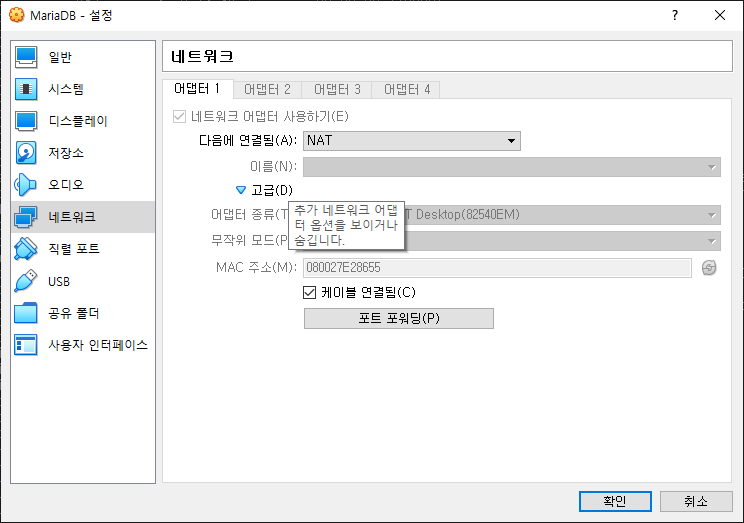 MariaDB - 설정
?
일반
시스템
디스플레이
저장소
오디오
네트워크
직렬 포트
USB
공유 폴더
사용자 인터페이스
네트워크
어댑터 1 어댑터 2 어댑터 3 어댑터 4
네트워크 어댑터 사용하기(E)
다음에 연결됨(A): NAT
이름(N):
고급(D)
어댑터 종류(T Desktop(82540EM)
추가 네트워크 어댑
터 옵션을 보이거나
숨깁니다.
무작위 모드(P
MAC 주소(M): 080027E28655
케이블 연결됨(C)
포트 포워딩(P)
확인 취소